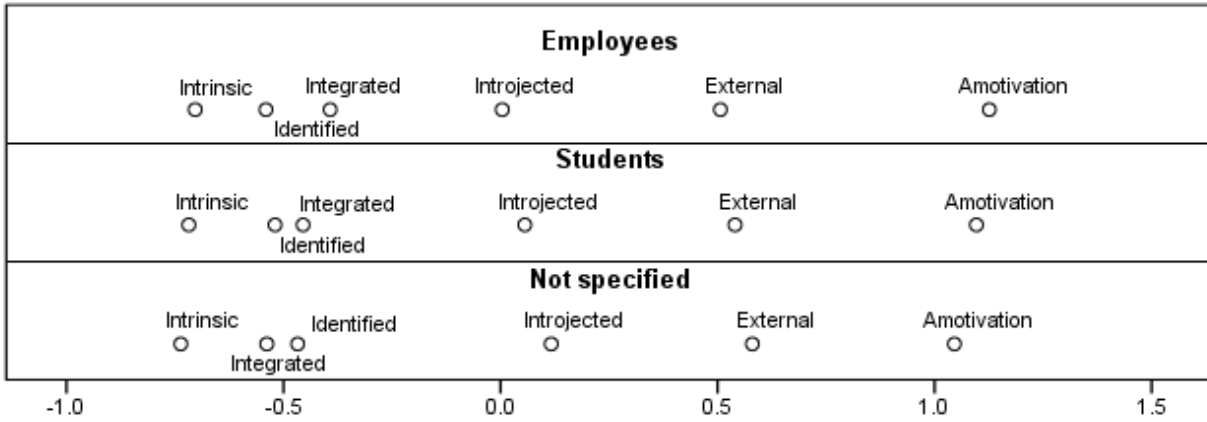 Employees
Intrinsic Integrated Introjected External Amotivation
Identified
Students
Intrinsic Integrated Introjected External Amotivation
Identified
Not specified
Intrinsic Identified Introjected External Amotivation
Integrated
-1.0 -0.5 0.0 0.5 1.0 1.5